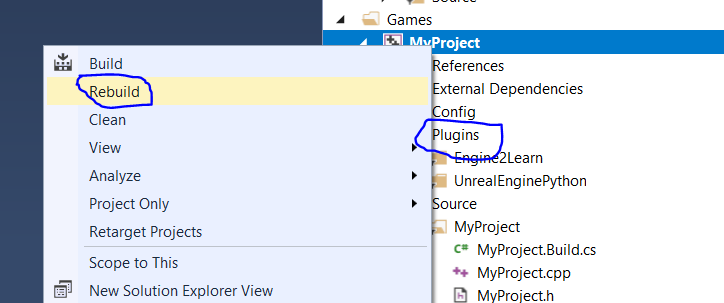 Source
Games
MyProject
References
External Dependencies
Config
Plugins
Engine2Learn
UnrealEnginePython
Source
MyProject
C# MyProject.Build.cs
++ MyProject.cpp
h MyProject.h
Build
Rebuild
Clean
View
Analyze
Project Only
Retarget Projects
Scope to This
New Solution Explorer View